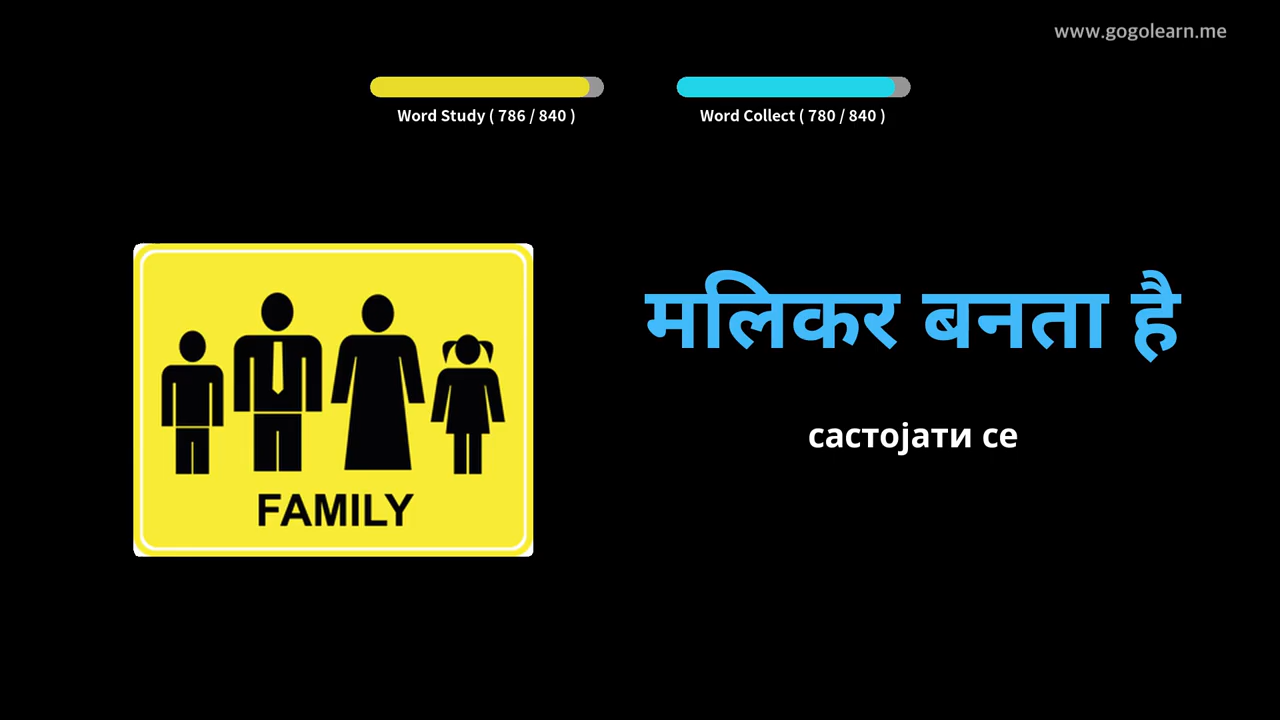 www.gogolearn.me
Word Study ( 786 / 840 )
Word Collect ( 780 / 840 )
मलिकर बनता है
састојати се
FAMILY